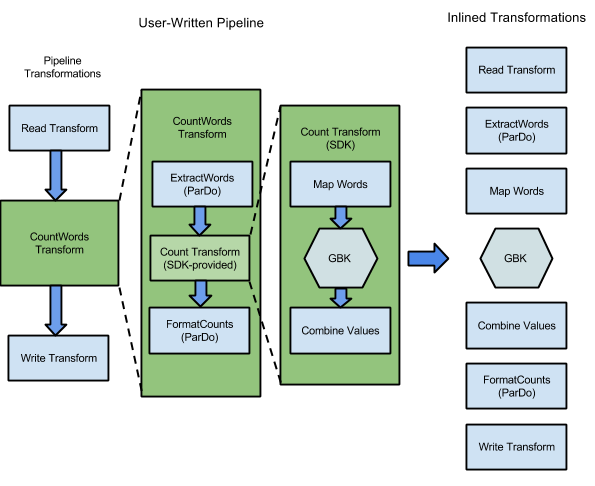 User-Written Pipeline
Inlined Transformations
Pipeline
Transformations
Read Transform
CountWords
Transform
Write Transform
CountWords
Transform
ExtractWords
(ParDo)
Count Transform
(SDK-provided)
FormatCounts
(ParDo)
Count Transform
(SDK)
Map Words
GBK
Combine Values
Read Transform
ExtractWords
(ParDo)
Map Words
GBK
Combine Values
FormatCounts
(ParDo)
Write Transform